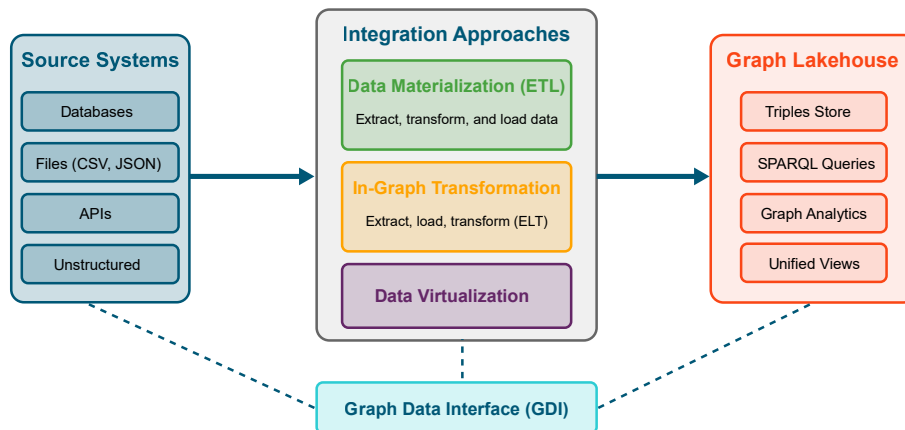 Source Systems
Databases
Files (CSV, JSON)
APIs
Unstructured
Integration Approaches
Data Materialization (ETL)
Extract, transform, and load data
In-Graph Transformation
Extract, load, transform (ELT)
Data Virtualization
Graph Lakehouse
Triples Store
SPARQL Queries
Graph Analytics
Unified Views
Graph Data Interface (GDI)